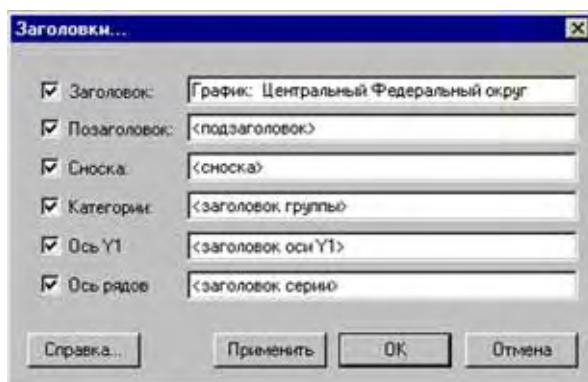 Заголовки...
Заголовок: График: Центральный Федеральный округ
Позаголовок: <подзаголовок>
Сноска: <сноска>
Категории: <заголовок группы>
Ось Y1 <заголовок оси Y1>
Ось рядов <заголовок серии>
Справка... Применить ОК Отмена